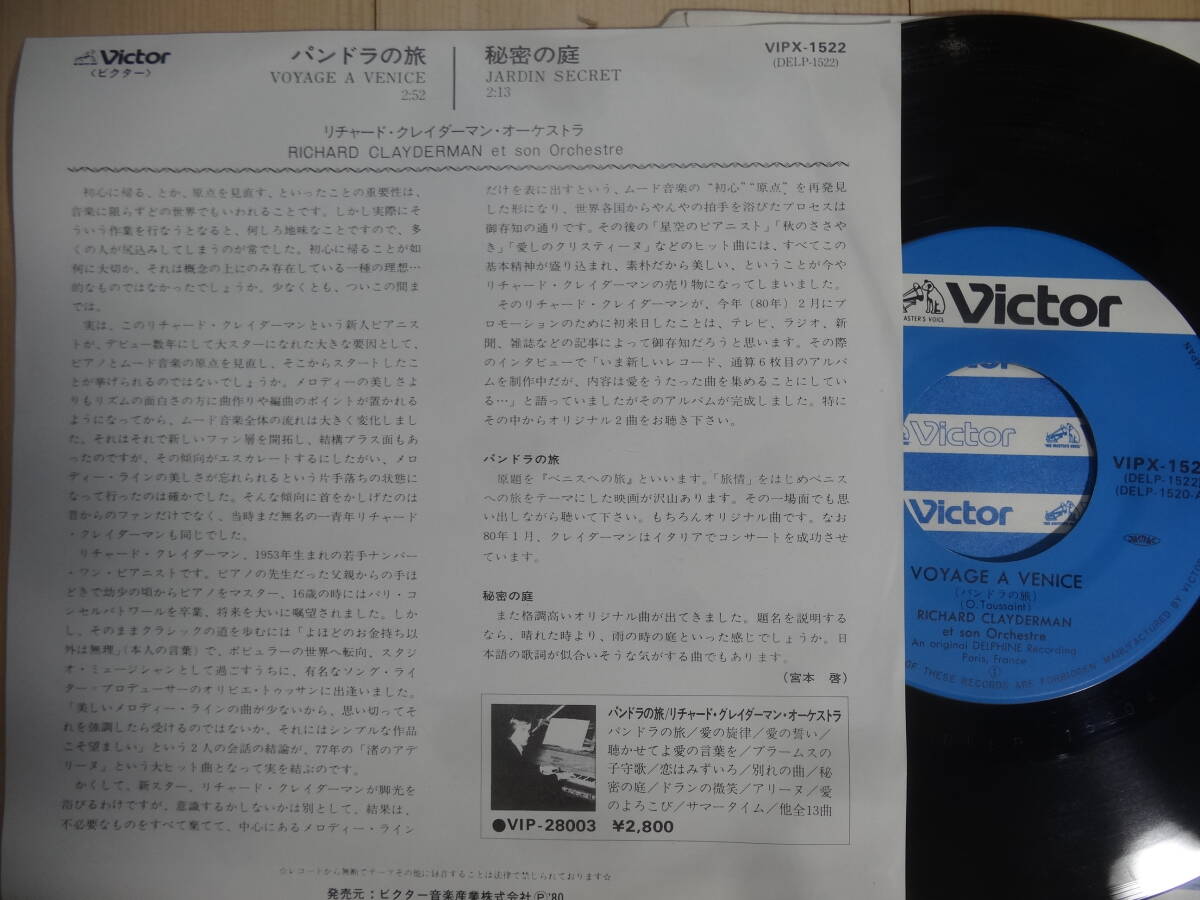 Victor
〈ビクター〉
パンドラの旅
VOYAGE A VENICE
2:52
秘密の庭
JARDIN SECRET
2:13
VIPX-1522
(DELP-1522)
リチャード・クレイダーマン・オーケストラ
RICHARD CLAYDERMAN et son Orchestre
初心に帰る、とか、原点を見直す、といったことの重要性は、
音楽に限らずどの世界でもいわれることです。しかし実際にそ
ういう作業を行なうとなると、何しろ地味なことですので、多
くの人が尻込みしてしまうのが常でした。初心に帰ることが如
何に大切か、それは概念の上にのみ存在している一種の理想…
的なものではなかったでしょうか。少なくとも、ついこの間ま
では。
実は、このリチャード・クレイダーマンという新人ピアニス
トが、デビュー数年にして大スターになれた大きな要因として、
ピアノとムード音楽の原点を見直し、そこからスタートしたこ
とが挙げられるのではないでしょうか。メロディーの美しさよ
りもリズムの面白さの方に曲作りや編曲のポイントが置かれる
ようになってから、ムード音楽全体の流れは大きく変化しまし
た。それはそれで新しいファン層を開拓し、結構プラス面もあ
ったのですが、その傾向がエスカレートするにしたがい、メロ
ディー・ラインの美しさが忘れられるという片手落ちの状態に
なって行ったのは確かでした。そんな傾向に首をかしげたのは
昔からのファンだけでなく、当時まだ無名の一青年リチャード
・クレイダーマンも同じでした。
リチャード・クレイダーマン、1953年生まれの若手ナンバー
・ワン・ピアニストです。ピアノの先生だった父親からの手ほ
どきで幼少の頃からピアノをマスター、16歳の時にはパリ・コ
ンセルバトワールを卒業、将来を大いに嘱望されました。しか
し、そのままクラシックの道を歩むには「よほどのお金持ち以
外は無理」（本人の言葉）で、ポピュラーの世界へ転向、スタジ
オ・ミュージシャンとして過ごすうちに、有名なソング・ライ
ター・プロデューサーのオリビエ・トゥッサンに出逢いました。
「美しいメロディー・ラインの曲が少ないから、思い切ってそ
れを強調したら受けるのではないか、それにはシンプルな作品
こそ望ましい」という2人の会話の結論が、77年の「渚のアデ
リーヌ」という大ヒット曲となって実を結ぶのです。
かくして、新スター、リチャード・クレイダーマンが脚光を
浴びるわけですが、意識するかしないかは別として、結果は、
不必要なものをすべて棄てて、中心にあるメロディー・ライン
だけを表に出すという、ムード音楽の“初心”“原点”を再発見
した形になり、世界各国からやんやの拍手を浴びたプロセスは
御存知の通りです。その後の「星空のピアニスト」「秋のささや
き」「愛しのクリスティーヌ」などのヒット曲には、すべてこの
基本精神が盛り込まれ、素朴だから美しい、ということが今や
リチャード・クレイダーマンの売り物になってしまいました。
そのリチャード・クレイダーマンが、今年（80年）2月にプ
ロモーションのために初来日したことは、テレビ、ラジオ、新
聞、雑誌などの記事によって御存知だろうと思います。その際
のインタビューで「いま新しいレコード、通算6枚目のアルバ
ムを制作中だが、内容は愛をうたった曲を集めることにしてい
る…」と語っていましたがそのアルバムが完成しました。特に
その中からオリジナル2曲をお聴き下さい。
パンドラの旅
原題を『ベニスへの旅』といいます。「旅情」をはじめベニス
への旅をテーマにした映画が沢山あります。その一場面でも思
い出しながら聴いて下さい。もちろんオリジナル曲です。なお
80年1月、クレイダーマンはイタリアでコンサートを成功させ
ています。
秘密の庭
また格調高いオリジナル曲が出てきました。題名を説明する
なら、晴れた時より、雨の時の庭といった感じでしょうか。日
本語の歌詞が似合いそうな気がする曲でもあります。
（宮本 啓）
パンドラの旅/リチャード・グレイダーマン・オーケストラ
パンドラの旅／愛の旋律／愛の誓い／
聴かせてよ愛の言葉を／ブラームスの
子守歌／恋はみずいろ／別れの曲／秘
密の庭／ドランの微笑／アリーヌ／愛
のよろこび／サマータイム／他全13曲
●VIP-28003 ¥2,800
☆レコードから無断でテープその他に録音することは法律で禁じられております☆
発売元：ビクター音楽産業株式会社Ⓟ'80
MASTER'S VOICE
Victor
JAPAN
Victor
Victor
Victor
VIPX-152
(DELP-1522)
(DELP-1520-A
VOYAGE A VENICE
(パンドラの旅)
(O.Toussaint)
RICHARD CLAYDERMAN
et son Orchestre
An original DELPHINE Recording
Paris, France
①
OF THESE RECORDS ARE FORBIDDEN MANUFACTURED BY VICTO